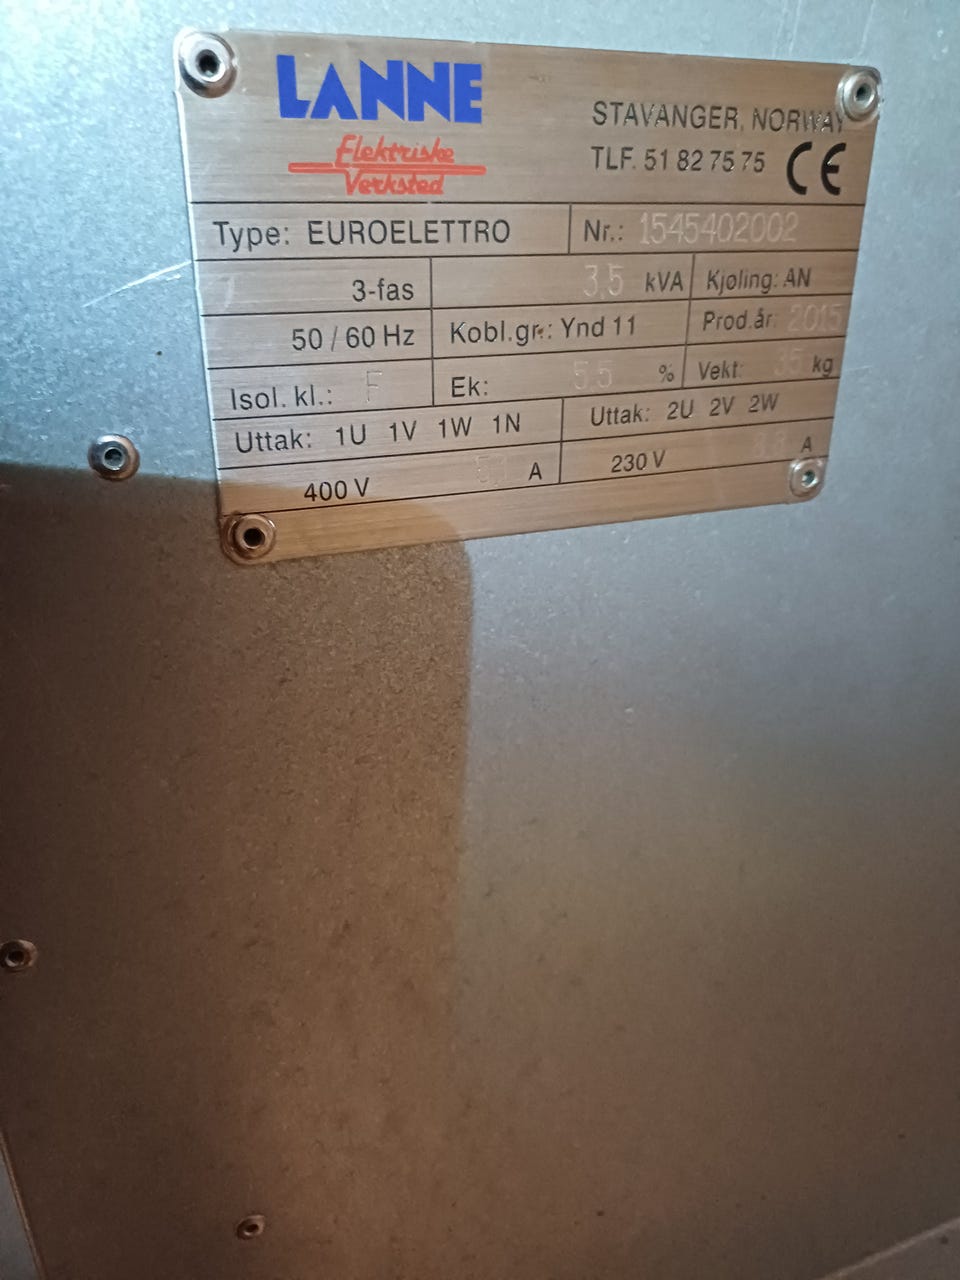 LANNE
Elektriske
Verksted
STAVANGER, NORWAY
TLF. 51 82 75 75 CE
Type: EUROELETTRO Nr.: 1545402002
3-fas 3,5 kVA Kjøling: AN
50 / 60 Hz Kobl.gr.: Ynd 11 Prod.år: 2015
Isol. kl.: F Ek: 5.5 % Vekt: 35 kg
Uttak: 1U 1V 1W 1N Uttak: 2U 2V 2W
400 V A 230 V A